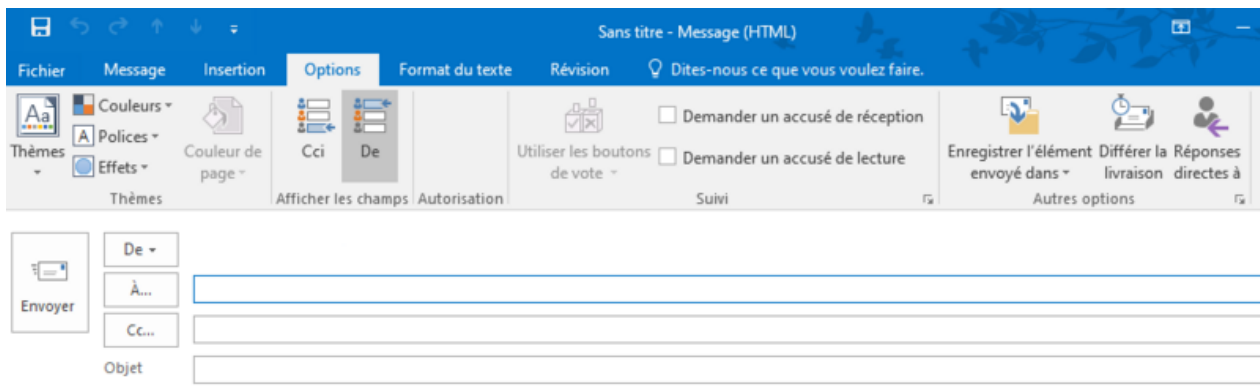 Sans titre - Message (HTML)
Fichier Message Insertion Options Format du texte Révision Dites-nous ce que vous voulez faire.
Aa Couleurs
A Polices
Effets
Thèmes
Couleur de page
Thèmes
Cci De
Afficher les champs
Autorisation
Utiliser les boutons de vote
Demander un accusé de réception
Demander un accusé de lecture
Suivi
Enregistrer l'élément envoyé dans
Différer la livraison
Réponses directes à
Autres options
Envoyer
De
À...
Cc...
Objet